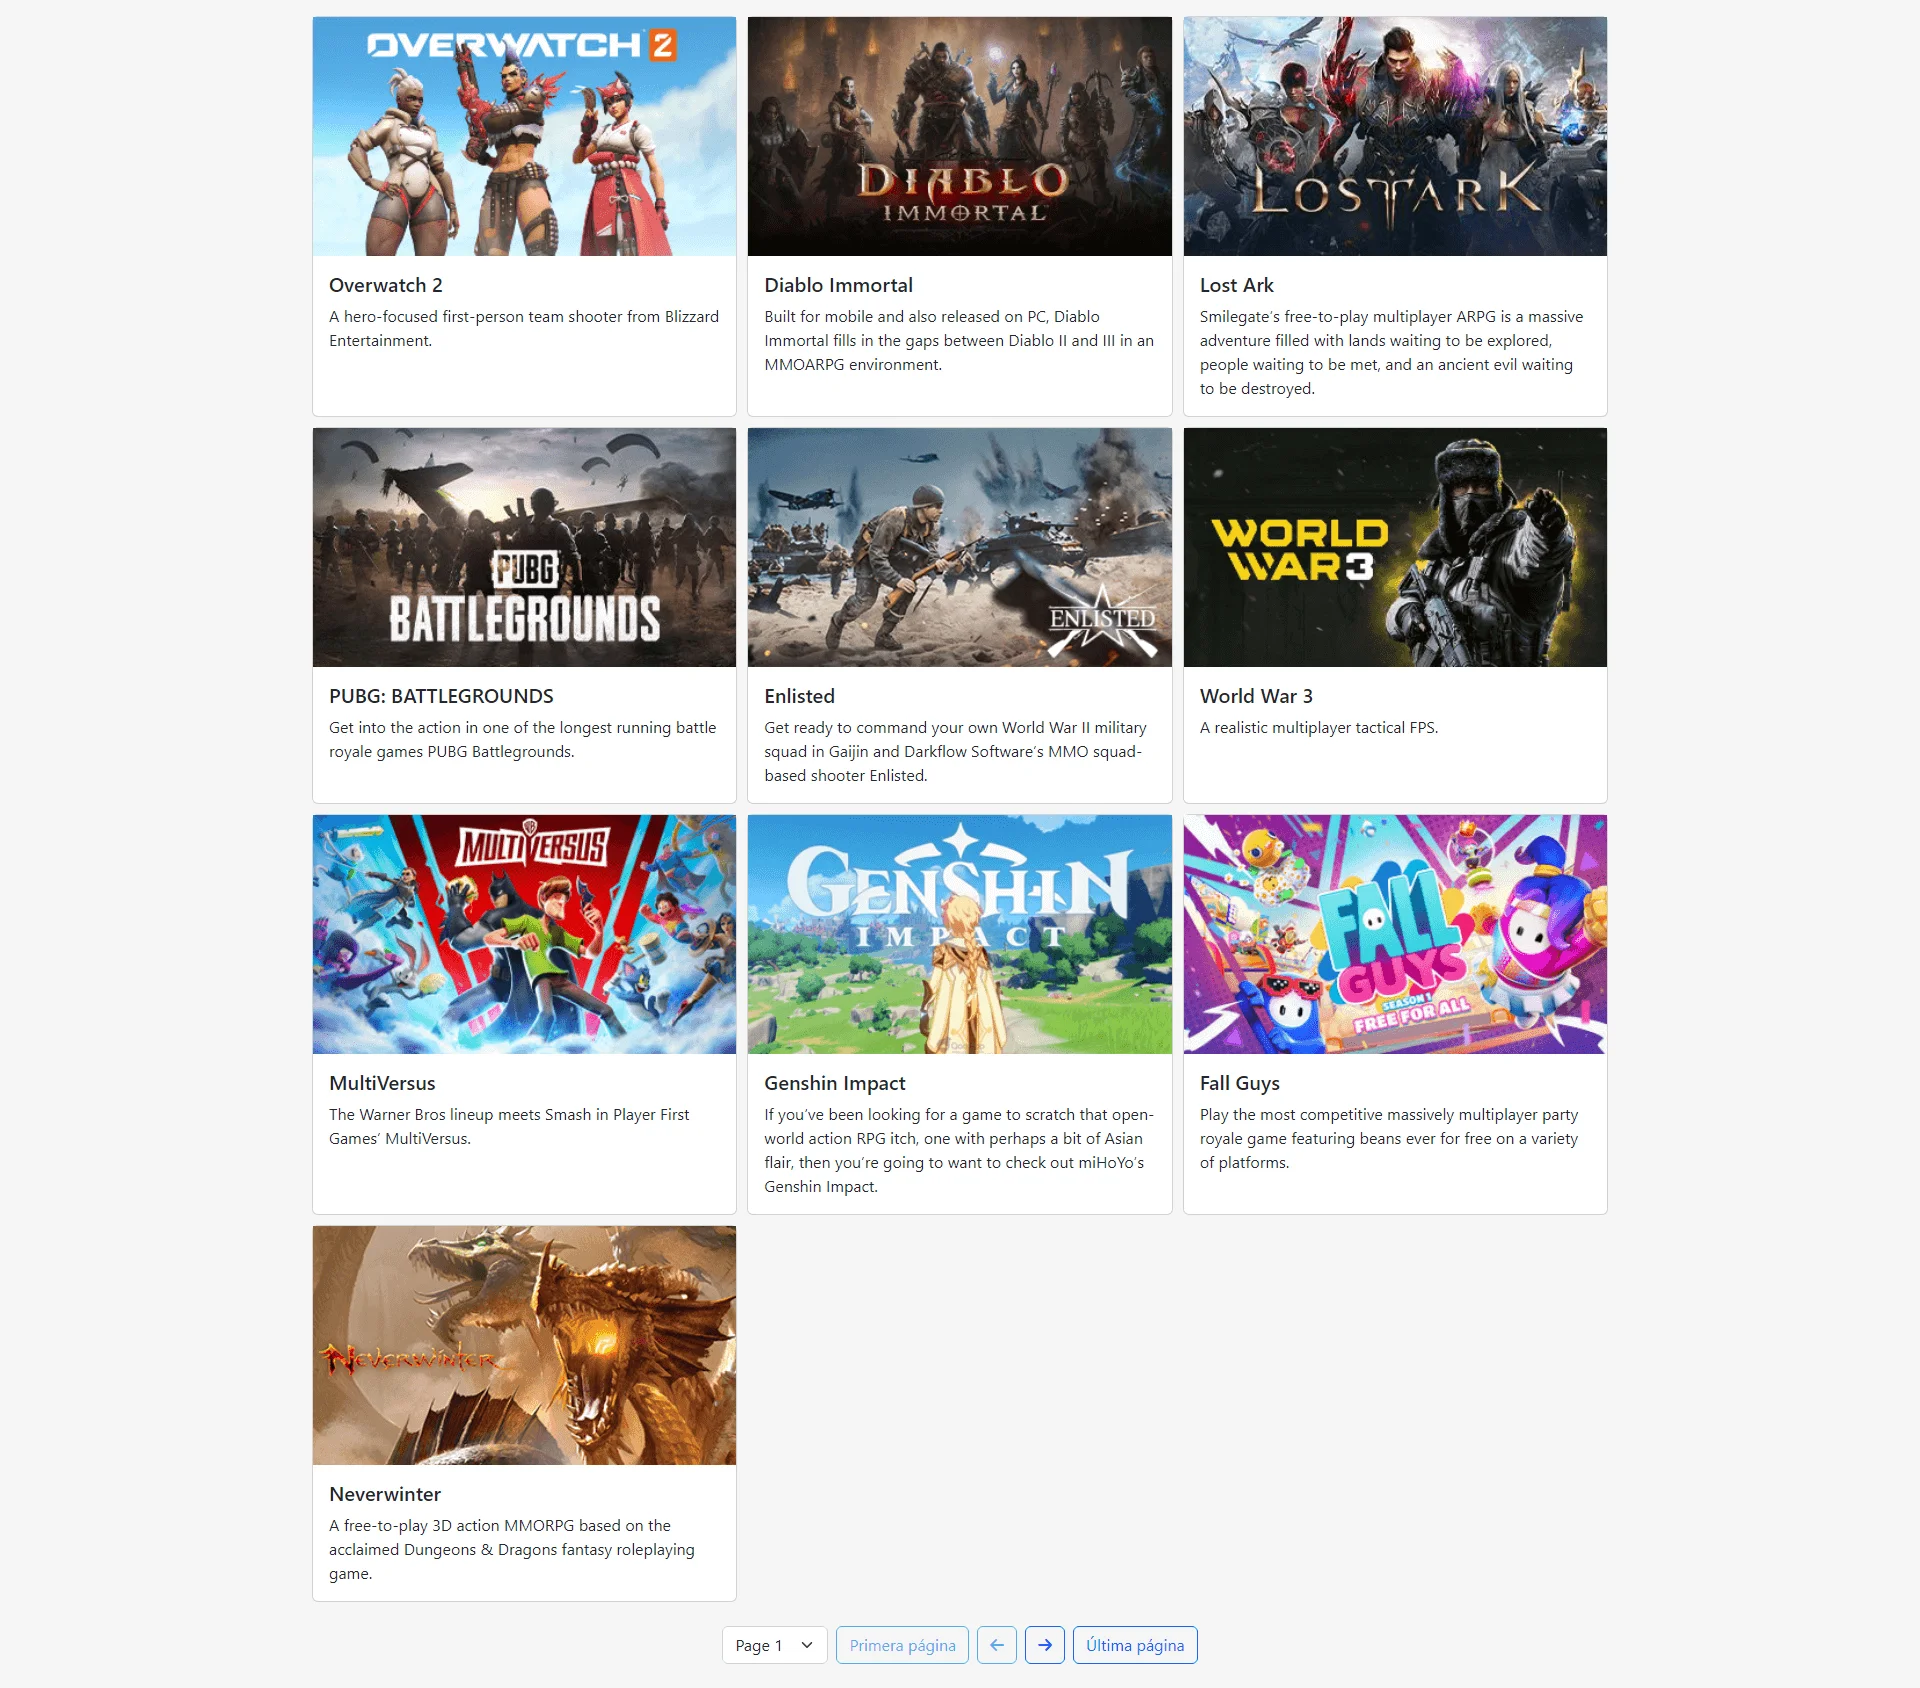 OVERWATCH 2
DIABLO
IMMORTAL
LOST ARK
Overwatch 2
A hero-focused first-person team shooter from Blizzard
Entertainment.
Diablo Immortal
Built for mobile and also released on PC, Diablo
Immortal fills in the gaps between Diablo II and III in an
MMOARPG environment.
Lost Ark
Smilegate’s free-to-play multiplayer ARPG is a massive
adventure filled with lands waiting to be explored,
people waiting to be met, and an ancient evil waiting
to be destroyed.
PUBG
BATTLEGROUNDS
ENLISTED
WORLD
WAR 3
PUBG: BATTLEGROUNDS
Get into the action in one of the longest running battle
royale games PUBG Battlegrounds.
Enlisted
Get ready to command your own World War II military
squad in Gaijin and Darkflow Software’s MMO squad-
based shooter Enlisted.
World War 3
A realistic multiplayer tactical FPS.
MULTIVERSUS
GENSHIN
IMPACT
FALL
GUYS
SEASON 1
FREE FOR ALL
MultiVersus
The Warner Bros lineup meets Smash in Player First
Games’ MultiVersus.
Genshin Impact
If you’ve been looking for a game to scratch that open-
world action RPG itch, one with perhaps a bit of Asian
flair, then you’re going to want to check out miHoYo’s
Genshin Impact.
Fall Guys
Play the most competitive massively multiplayer party
royale game featuring beans ever for free on a variety
of platforms.
NEVERWINTER
Neverwinter
A free-to-play 3D action MMORPG based on the
acclaimed Dungeons & Dragons fantasy roleplaying
game.
Page 1
Primera página
Última página